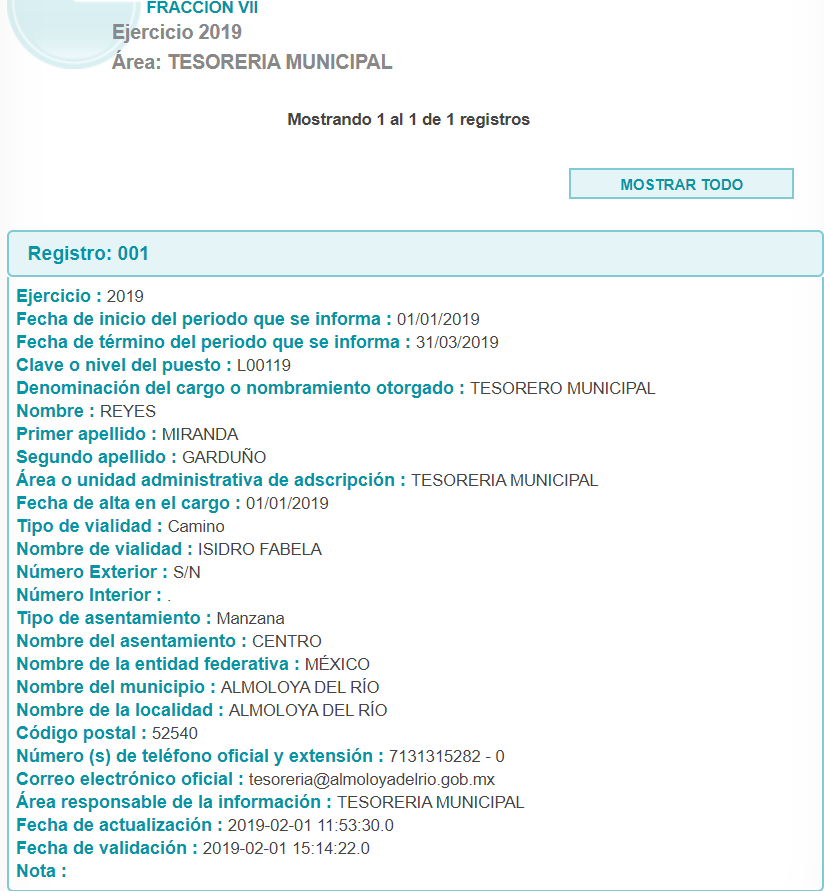 FRACCION VII
Ejercicio 2019
Área: TESORERIA MUNICIPAL
Mostrando 1 al 1 de 1 registros
MOSTRAR TODO
Registro: 001
Ejercicio : 2019
Fecha de inicio del periodo que se informa : 01/01/2019
Fecha de término del periodo que se informa : 31/03/2019
Clave o nivel del puesto : L00119
Denominación del cargo o nombramiento otorgado : TESORERO MUNICIPAL
Nombre : REYES
Primer apellido : MIRANDA
Segundo apellido : GARDUÑO
Área o unidad administrativa de adscripción : TESORERIA MUNICIPAL
Fecha de alta en el cargo : 01/01/2019
Tipo de vialidad : Camino
Nombre de vialidad : ISIDRO FABELA
Número Exterior : S/N
Número Interior : .
Tipo de asentamiento : Manzana
Nombre del asentamiento : CENTRO
Nombre de la entidad federativa : MÉXICO
Nombre del municipio : ALMOLOYA DEL RÍO
Nombre de la localidad : ALMOLOYA DEL RÍO
Código postal : 52540
Número (s) de teléfono oficial y extensión : 7131315282 - 0
Correo electrónico oficial : tesoreria@almoloyadelrio.gob.mx
Área responsable de la información : TESORERIA MUNICIPAL
Fecha de actualización : 2019-02-01 11:53:30.0
Fecha de validación : 2019-02-01 15:14:22.0
Nota :